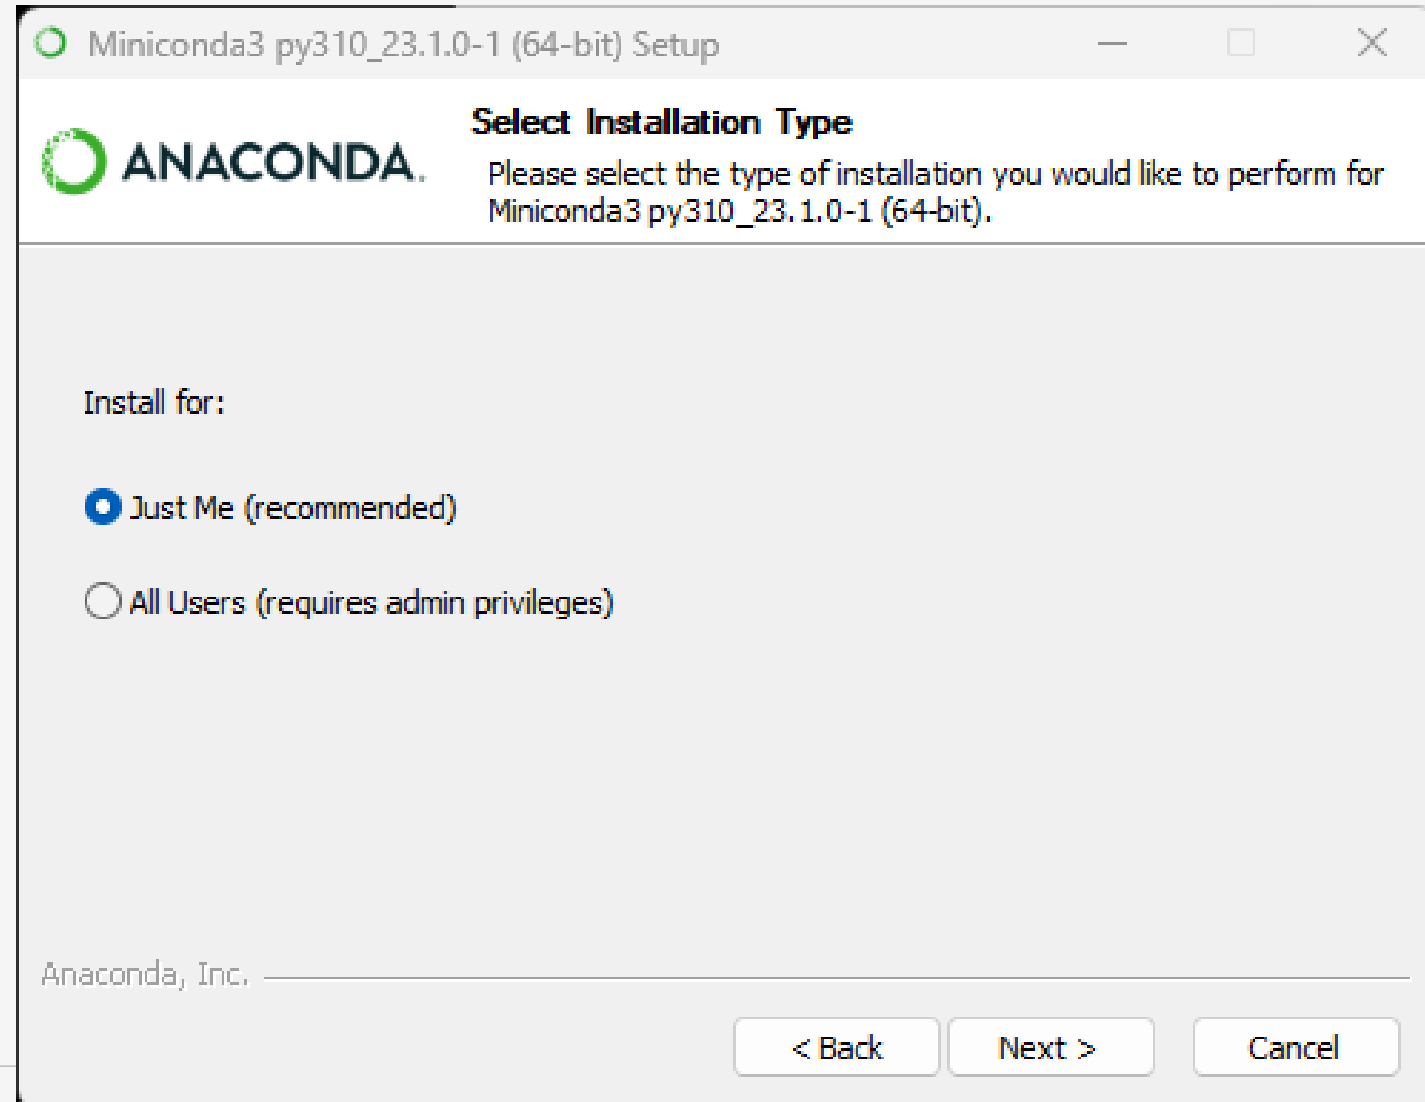 Miniconda3 py310_23.1.0-1 (64-bit) Setup
ANACONDA.
Select Installation Type
Please select the type of installation you would like to perform for
Miniconda3 py310_23.1.0-1 (64-bit).
Install for:
Just Me (recommended)
All Users (requires admin privileges)
Anaconda, Inc.
< Back
Next >
Cancel